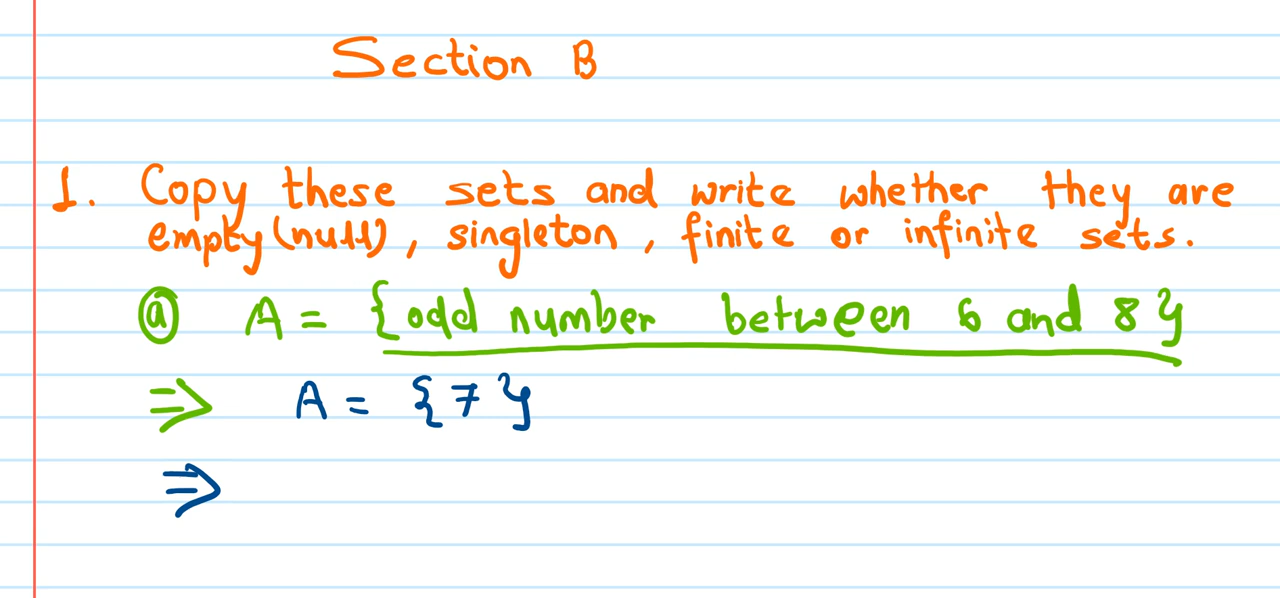 Section B
1. Copy these sets and write whether they are
empty(null), singleton, finite or infinite sets.
ⓐ A = {odd number between 6 and 8}
⇒ A = {7}
⇒